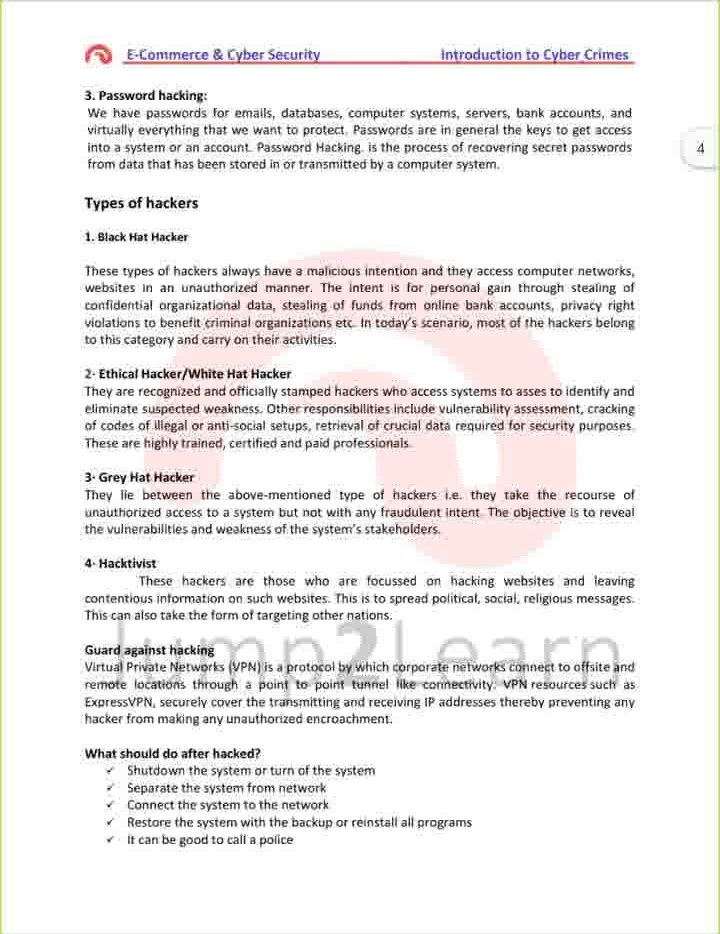 E-Commerce & Cyber Security Introduction to Cyber Crimes
3. Password hacking:
We have passwords for emails, databases, computer systems, servers, bank accounts, and
virtually everything that we want to protect. Passwords are in general the keys to get access
into a system or an account. Password Hacking. is the process of recovering secret passwords
from data that has been stored in or transmitted by a computer system.
4
Types of hackers
1. Black Hat Hacker
These types of hackers always have a malicious intention and they access computer networks,
websites in an unauthorized manner. The intent is for personal gain through stealing of
confidential organizational data, stealing of funds from online bank accounts, privacy right
violations to benefit criminal organizations etc. In today's scenario, most of the hackers belong
to this category and carry on their activities.
2· Ethical Hacker/White Hat Hacker
They are recognized and officially stamped hackers who access systems to asses to identify and
eliminate suspected weakness. Other responsibilities include vulnerability assessment, cracking
of codes of illegal or anti-social setups, retrieval of crucial data required for security purposes.
These are highly trained, certified and paid professionals.
3· Grey Hat Hacker
They lie between the above-mentioned type of hackers i.e. they take the recourse of
unauthorized access to a system but not with any fraudulent intent. The objective is to reveal
the vulnerabilities and weakness of the system's stakeholders.
4· Hacktivist
These hackers are those who are focussed on hacking websites and leaving
contentious information on such websites. This is to spread political, social, religious messages.
This can also take the form of targeting other nations.
Jump2Learn
Guard against hacking
Virtual Private Networks (VPN) is a protocol by which corporate networks connect to offsite and
remote locations through a point to point tunnel like connectivity. VPN resources such as
ExpressVPN, securely cover the transmitting and receiving IP addresses thereby preventing any
hacker from making any unauthorized encroachment.
What should do after hacked?
✓ Shutdown the system or turn of the system
✓ Separate the system from network
✓ Connect the system to the network
✓ Restore the system with the backup or reinstall all programs
✓ It can be good to call a police